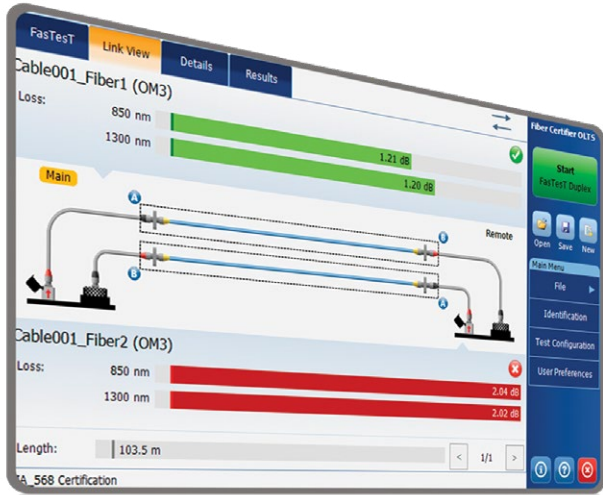 FasTesT
Link View
Details
Results
Cable001_Fiber1 (OM3)
Loss:
850 nm
1.21 dB
1300 nm
1.20 dB
Main
A
B
Remote
B
A
Cable001_Fiber2 (OM3)
Loss:
850 nm
2.04 dB
1300 nm
2.02 dB
Length:
103.5 m
<
1/1
>
_568 Certification
Fiber Certifier OLTS
Start
FasTesT Duplex
Open
Save
New
Main Menu
File
Identification
Test Configuration
User Preferences